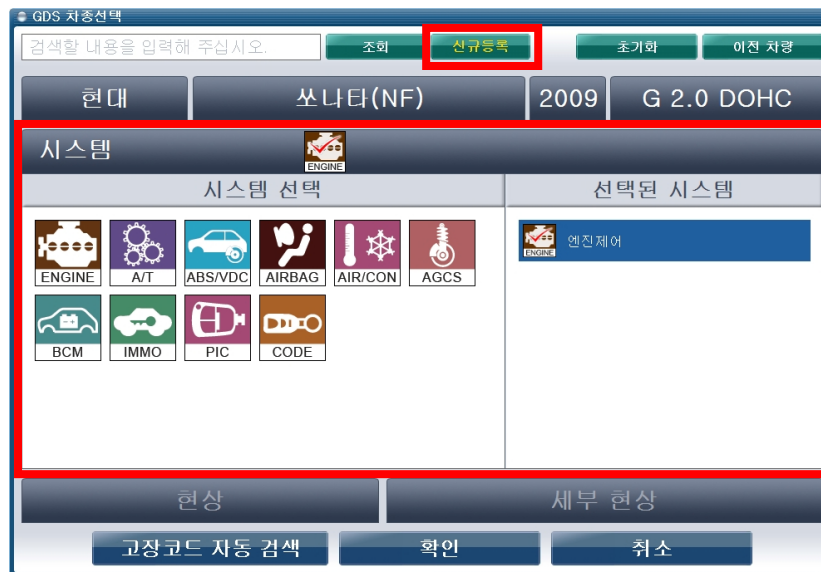 GDS 차종선택
검색할 내용을 입력해 주십시오. 조회 신규등록 초기화 이전 차량
현대 쏘나타(NF) 2009 G 2.0 DOHC
시스템 ENGINE
시스템 선택 선택된 시스템
ENGINE A/T ABS/VDC AIRBAG AIR/CON AGCS
ENGINE 엔진제어
BCM IMMO PIC CODE
현상 세부 현상
고장코드 자동 검색 확인 취소